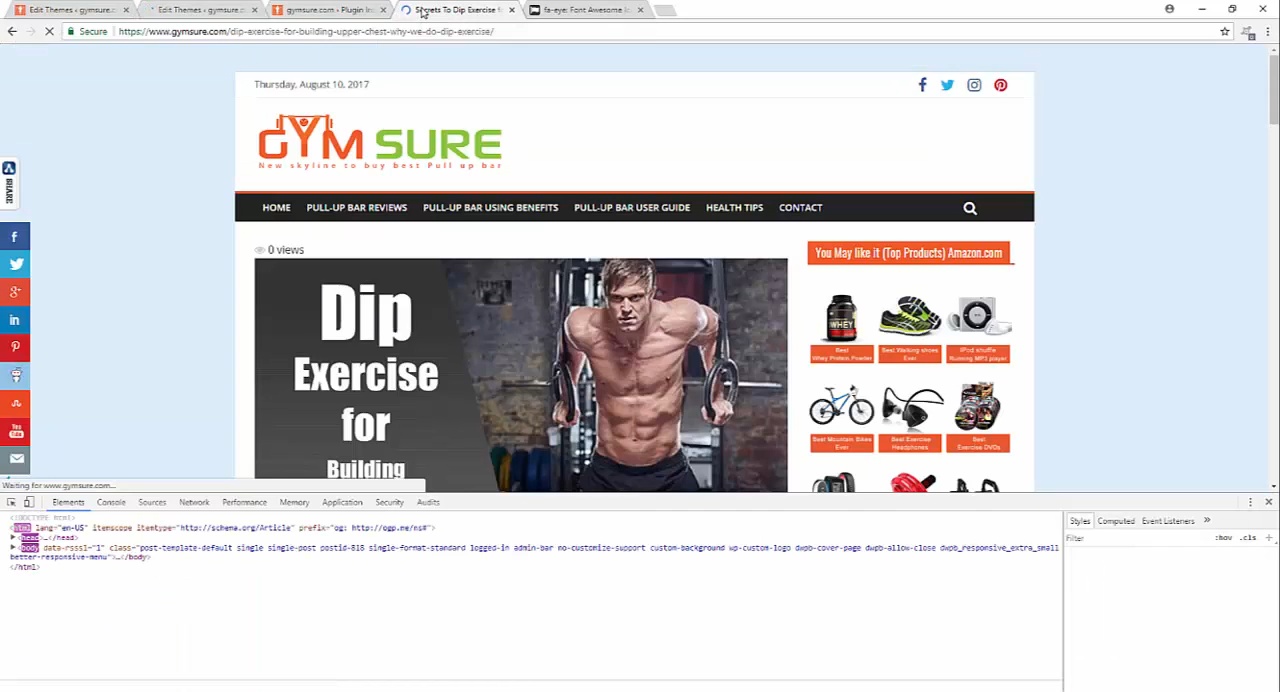 Edit Themes ‹ gymsure.c
Edit Themes ‹ gymsure.c
gymsure.com › Plugin In
Secrets To Dip Exercise f
fa-eye: Font Awesome I
Secure
https://www.gymsure.com/dip-exercise-for-building-upper-chest-why-we-do-dip-exercise/
Thursday, August 10, 2017
GYM SURE
New skyline to buy best Pull up bar
SHARE
HOME PULL-UP BAR REVIEWS PULL-UP BAR USING BENEFITS PULL-UP BAR USER GUIDE HEALTH TIPS CONTACT
0 views
Dip
Exercise
for
Building
You May like it (Top Products) Amazon.com
WHEY
Best
Whey Protein Powder
Best Walking shoes
Ever
iPod shuffle
Running MP3 player
Best Mountain Bikes
Ever
Best Exercise
Headphones
Best
Exercise DVDs
You
Tube
Waiting for www.gymsure.com...
Elements Console Sources Network Performance Memory Application Security Audits
<!DOCTYPE html>
<html lang="en-US" itemscope itemtype="http://schema.org/Article" prefix="og: http://ogp.me/ns#">
<head>…</head>
<body data-rsssl="1" class="post-template-default single single-post postid-818 single-format-standard logged-in admin-bar no-customize-support custom-background wp-custom-logo dwpb-cover-page dwpb-allow-close dwpb_responsive_extra_small
better-responsive-menu">…</body>
</html>
Styles Computed Event Listeners »
Filter :hov .cls +